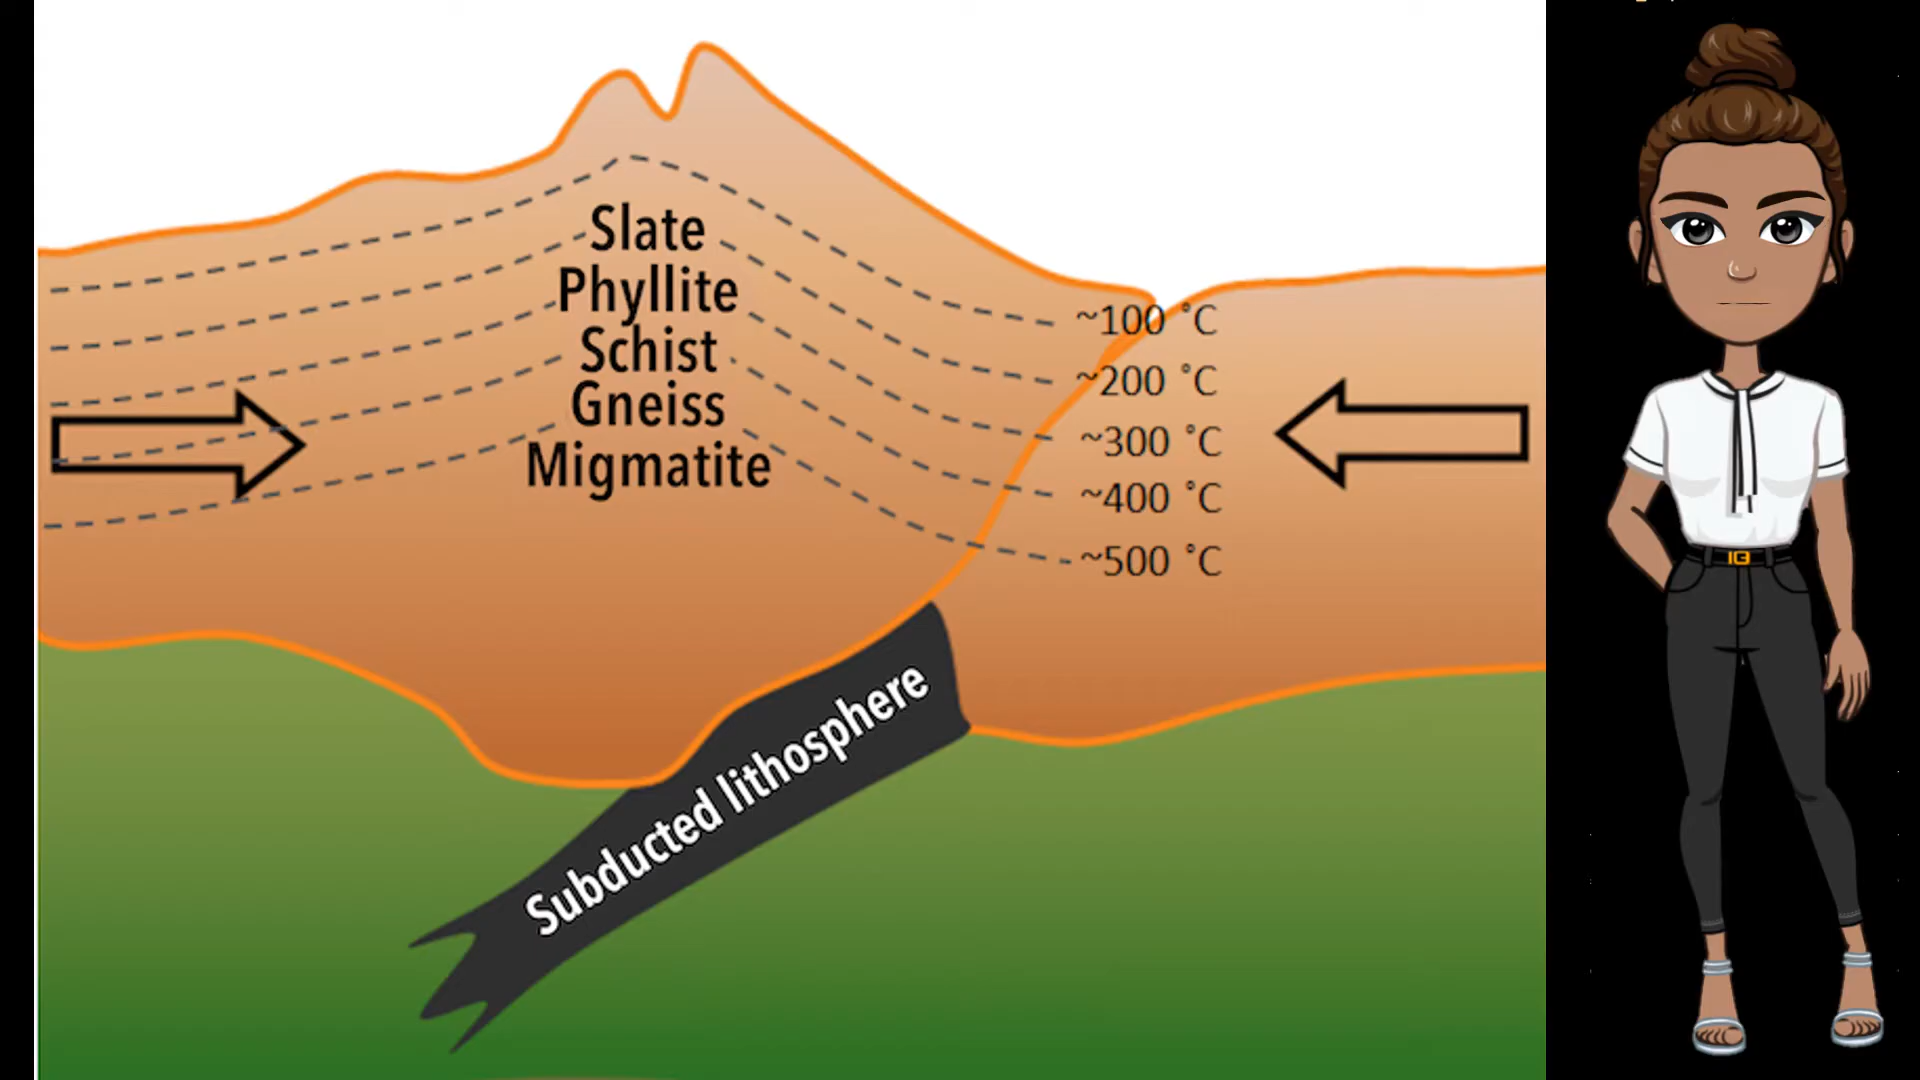 Slate
Phyllite
Schist
Gneiss
Migmatite
~100 °C
~200 °C
~300 °C
~400 °C
~500 °C
Subducted lithosphere